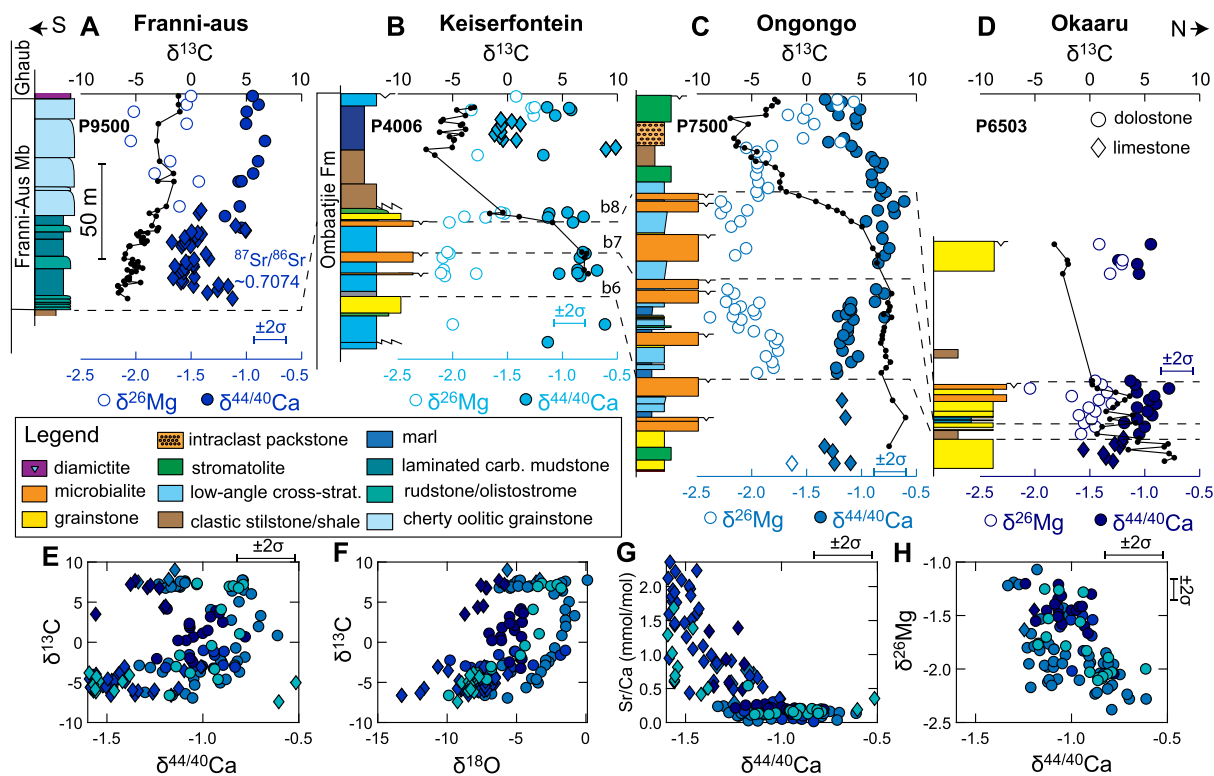 ← S
A Franni-aus
B Keiserfontein
C Ongongo
D Okaaru
N →
δ13C
δ13C
δ13C
δ13C
-10 -5 0 5 10
-10 -5 0 5 10
-10 -5 0 5 10
-10 -5 0 5 10
Ghaub
Franni-Aus Mb
P9500
50 m
87Sr/86Sr
~0.7074
±2σ
-2.5 -2.0 -1.5 -1.0 -0.5
δ26Mg δ44/40Ca
Ombaatjie Fm
P4006
b8
b7
b6
±2σ
-2.5 -2.0 -1.5 -1.0 -0.5
δ26Mg δ44/40Ca
P7500
±2σ
-2.5 -2.0 -1.5 -1.0 -0.5
δ26Mg δ44/40Ca
P6503
dolostone
limestone
±2σ
-2.5 -2.0 -1.5 -1.0 -0.5
δ26Mg δ44/40Ca
Legend
diamictite
microbialite
grainstone
intraclast packstone
stromatolite
low-angle cross-strat.
clastic stilstone/shale
marl
laminated carb. mudstone
rudstone/olistostrome
cherty oolitic grainstone
E
±2σ
δ13C
10
5
0
-5
-10
-1.5 -1.0 -0.5
δ44/40Ca
F
δ13C
10
5
0
-5
-10
-15 -10 -5 0
δ18O
G
±2σ
Sr/Ca (mmol/mol)
2.0
1.5
1.0
0.5
0.0
-1.5 -1.0 -0.5
δ44/40Ca
H
±2σ
±2σ
δ26Mg
-1.0
-1.5
-2.0
-2.5
-1.5 -1.0 -0.5
δ44/40Ca